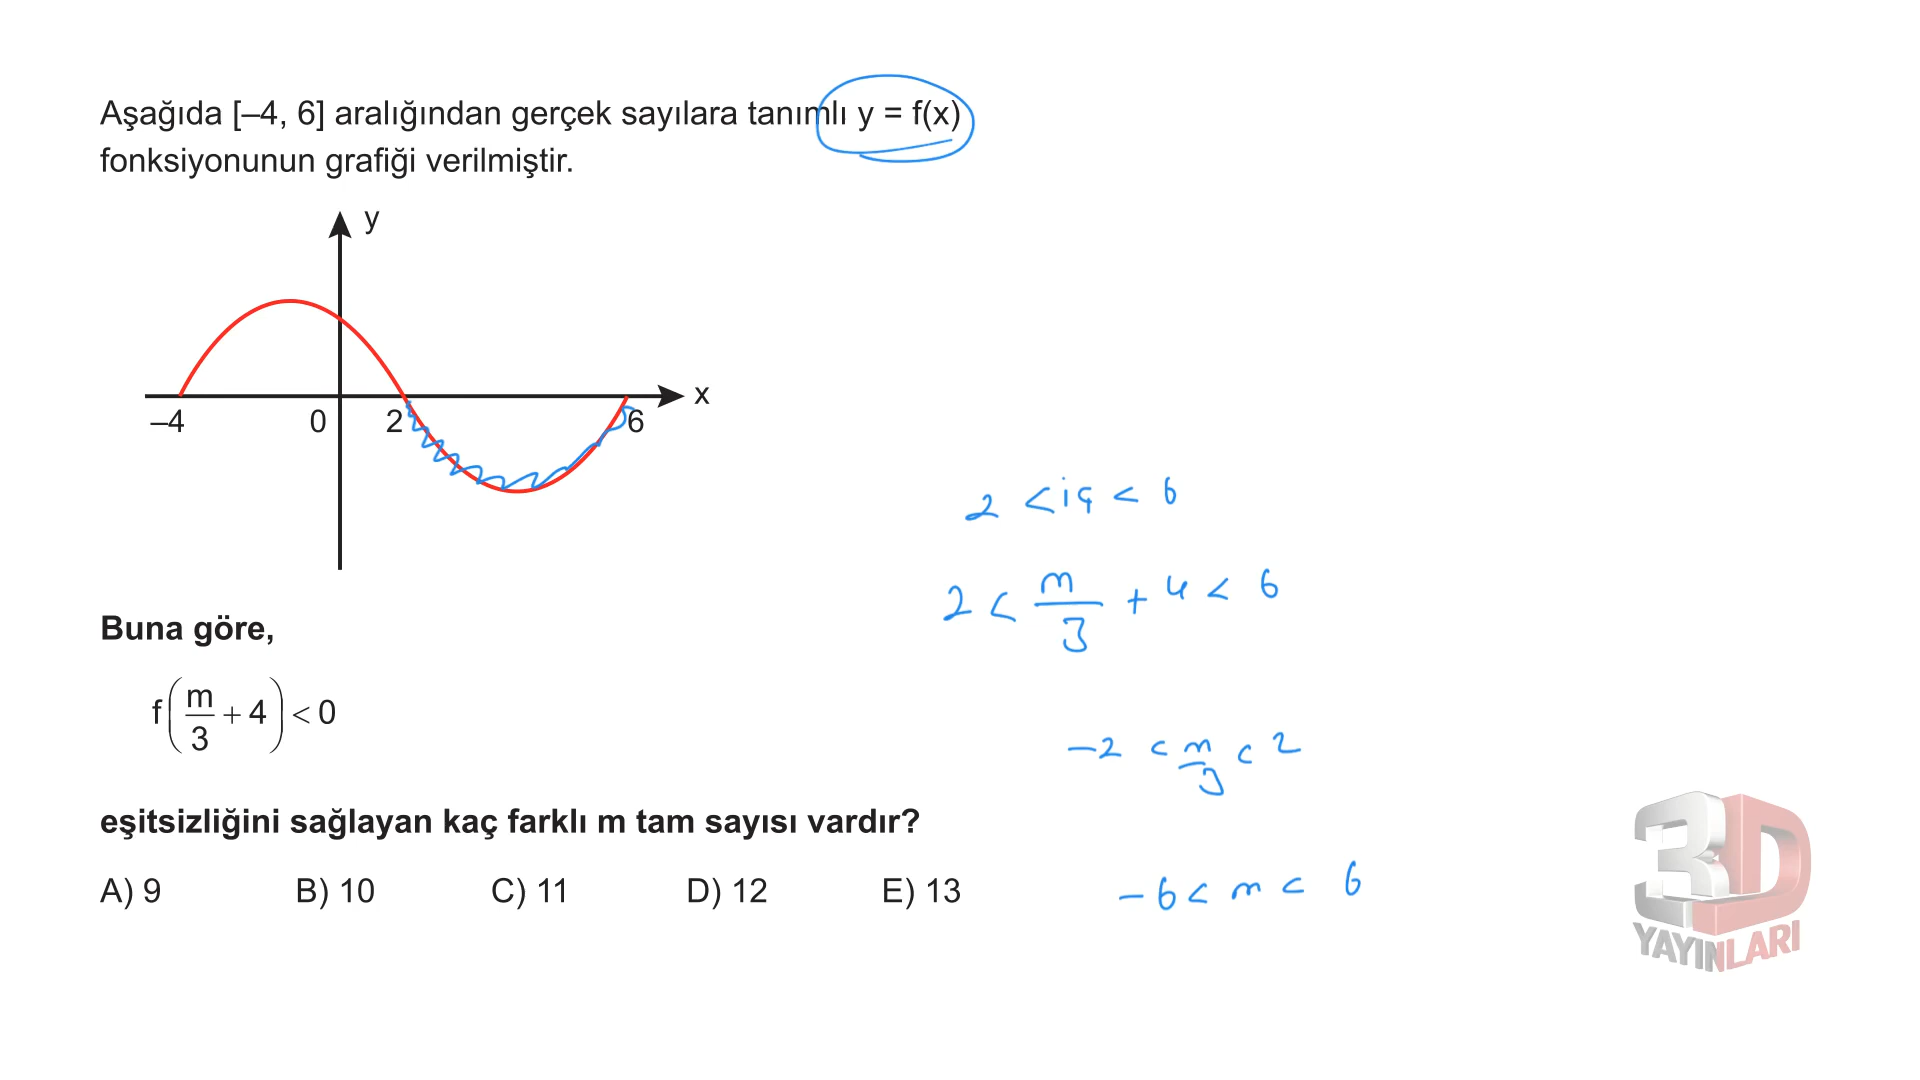 Aşağıda [–4, 6] aralığından gerçek sayılara tanımlı y = f(x)
fonksiyonunun grafiği verilmiştir.
y
x
–4 0 2 6
2 < iç < 6
2 < m/3 + 4 < 6
Buna göre,
f(m/3 + 4) < 0
–2 < m/3 < 2
eşitsizliğini sağlayan kaç farklı m tam sayısı vardır?
A) 9 B) 10 C) 11 D) 12 E) 13
–6 < m < 6
3D
YAYINLARI